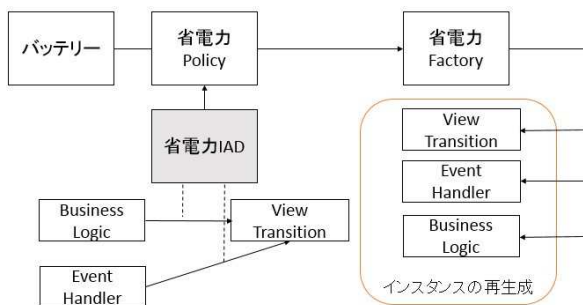 バッテリー
省電力
Policy
省電力
Factory
省電力IAD
View
Transition
Event
Handler
Business
Logic
インスタンスの再生成
Business
Logic
View
Transition
Event
Handler